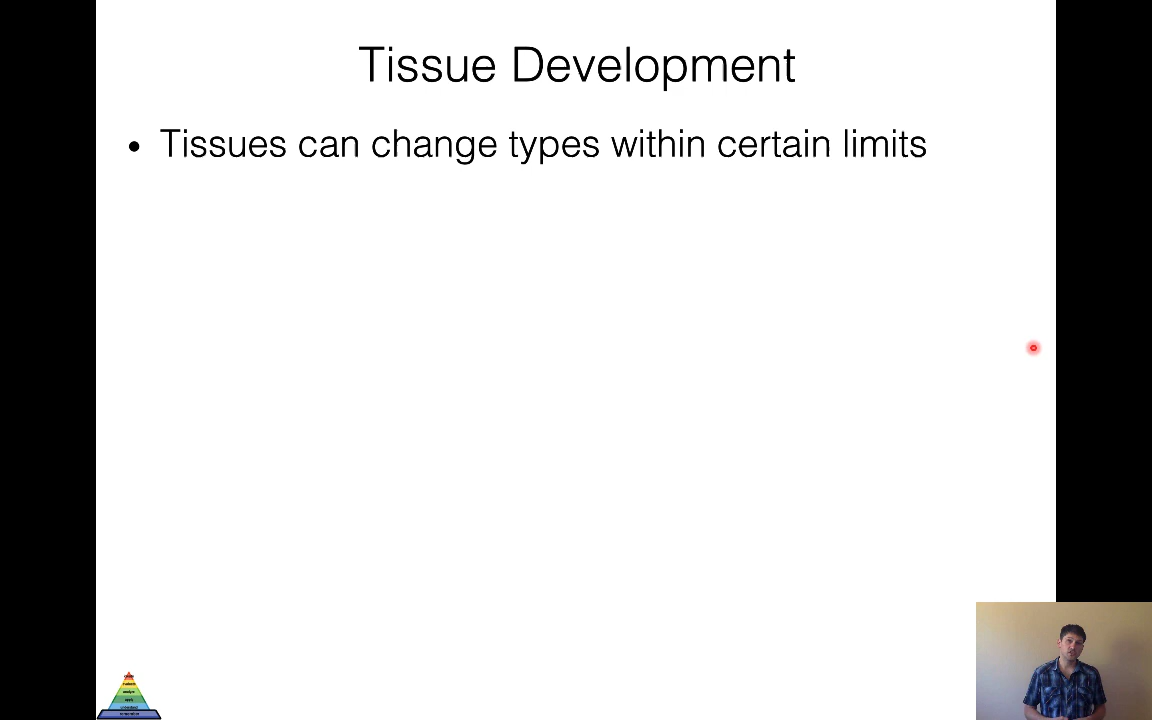 Tissue Development
• Tissues can change types within certain limits